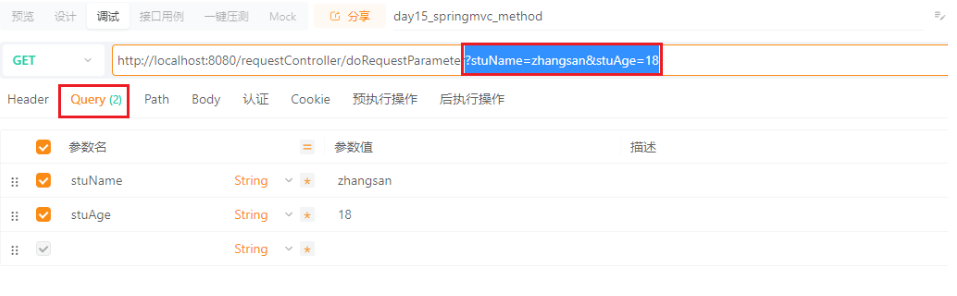 预览 设计 调试 接口用例 一键压测 Mock 分享 day15_springmvc_method
GET http://localhost:8080/requestController/doRequestParameter?stuName=zhangsan&stuAge=18
Header Query (2) Path Body 认证 Cookie 预执行操作 后执行操作
参数名 = 参数值 描述
stuName String * zhangsan
stuAge String * 18
String *